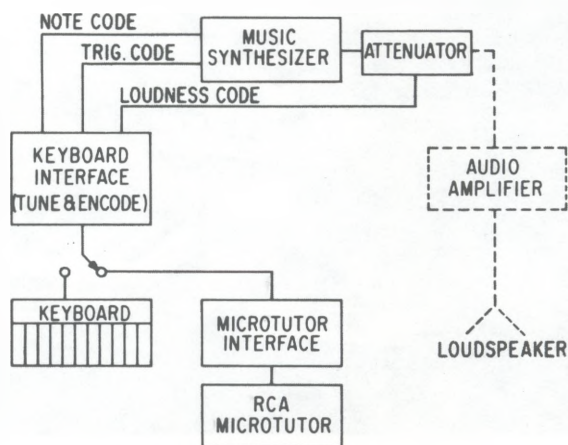 NOTE CODE
TRIG. CODE
LOUDNESS CODE
MUSIC
SYNTHESIZER
ATTENUATOR
KEYBOARD
INTERFACE
(TUNE & ENCODE)
AUDIO
AMPLIFIER
KEYBOARD
MICROTUTOR
INTERFACE
LOUDSPEAKER
RCA
MICROTUTOR